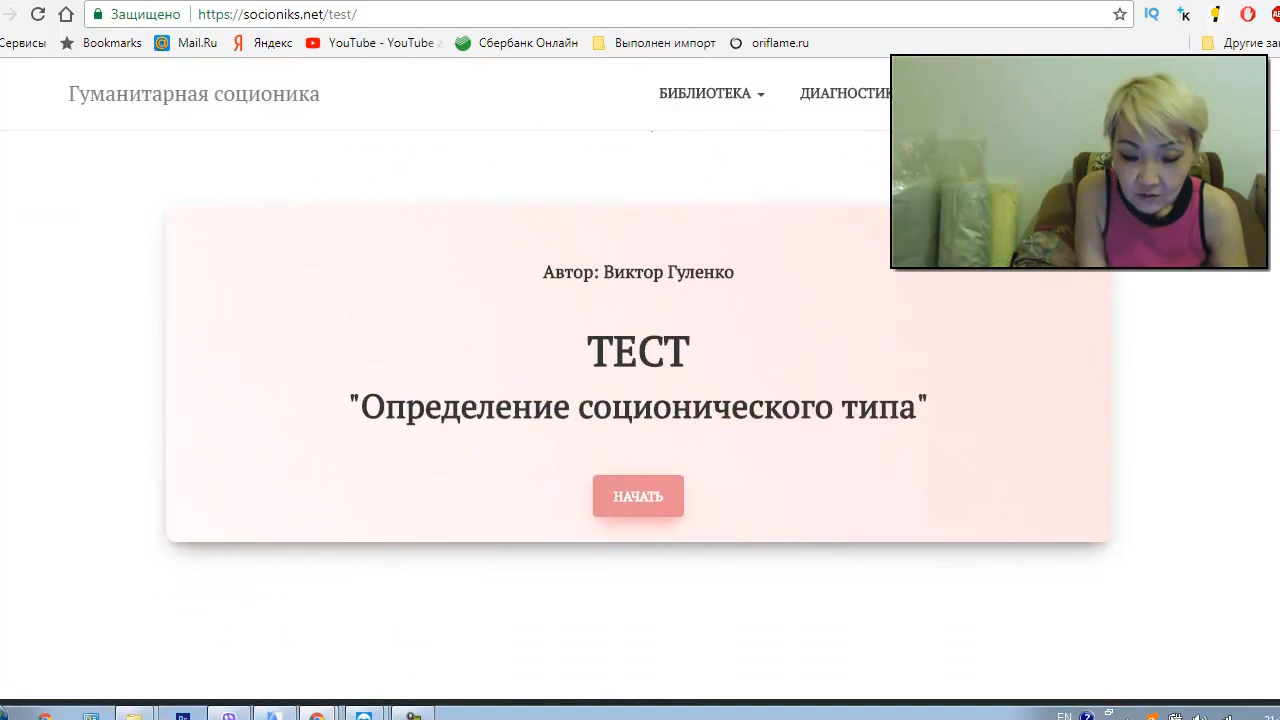 Защищено https://socioniks.net/test/
Сервисы Bookmarks Mail.Ru Яндекс YouTube - YouTube Сбербанк Онлайн Выполнен импорт oriflame.ru Другие за
Гуманитарная соционика БИБЛИОТЕКА ДИАГНОСТИК
Автор: Виктор Гуленко
ТЕСТ
"Определение соционического типа"
НАЧАТЬ
EN